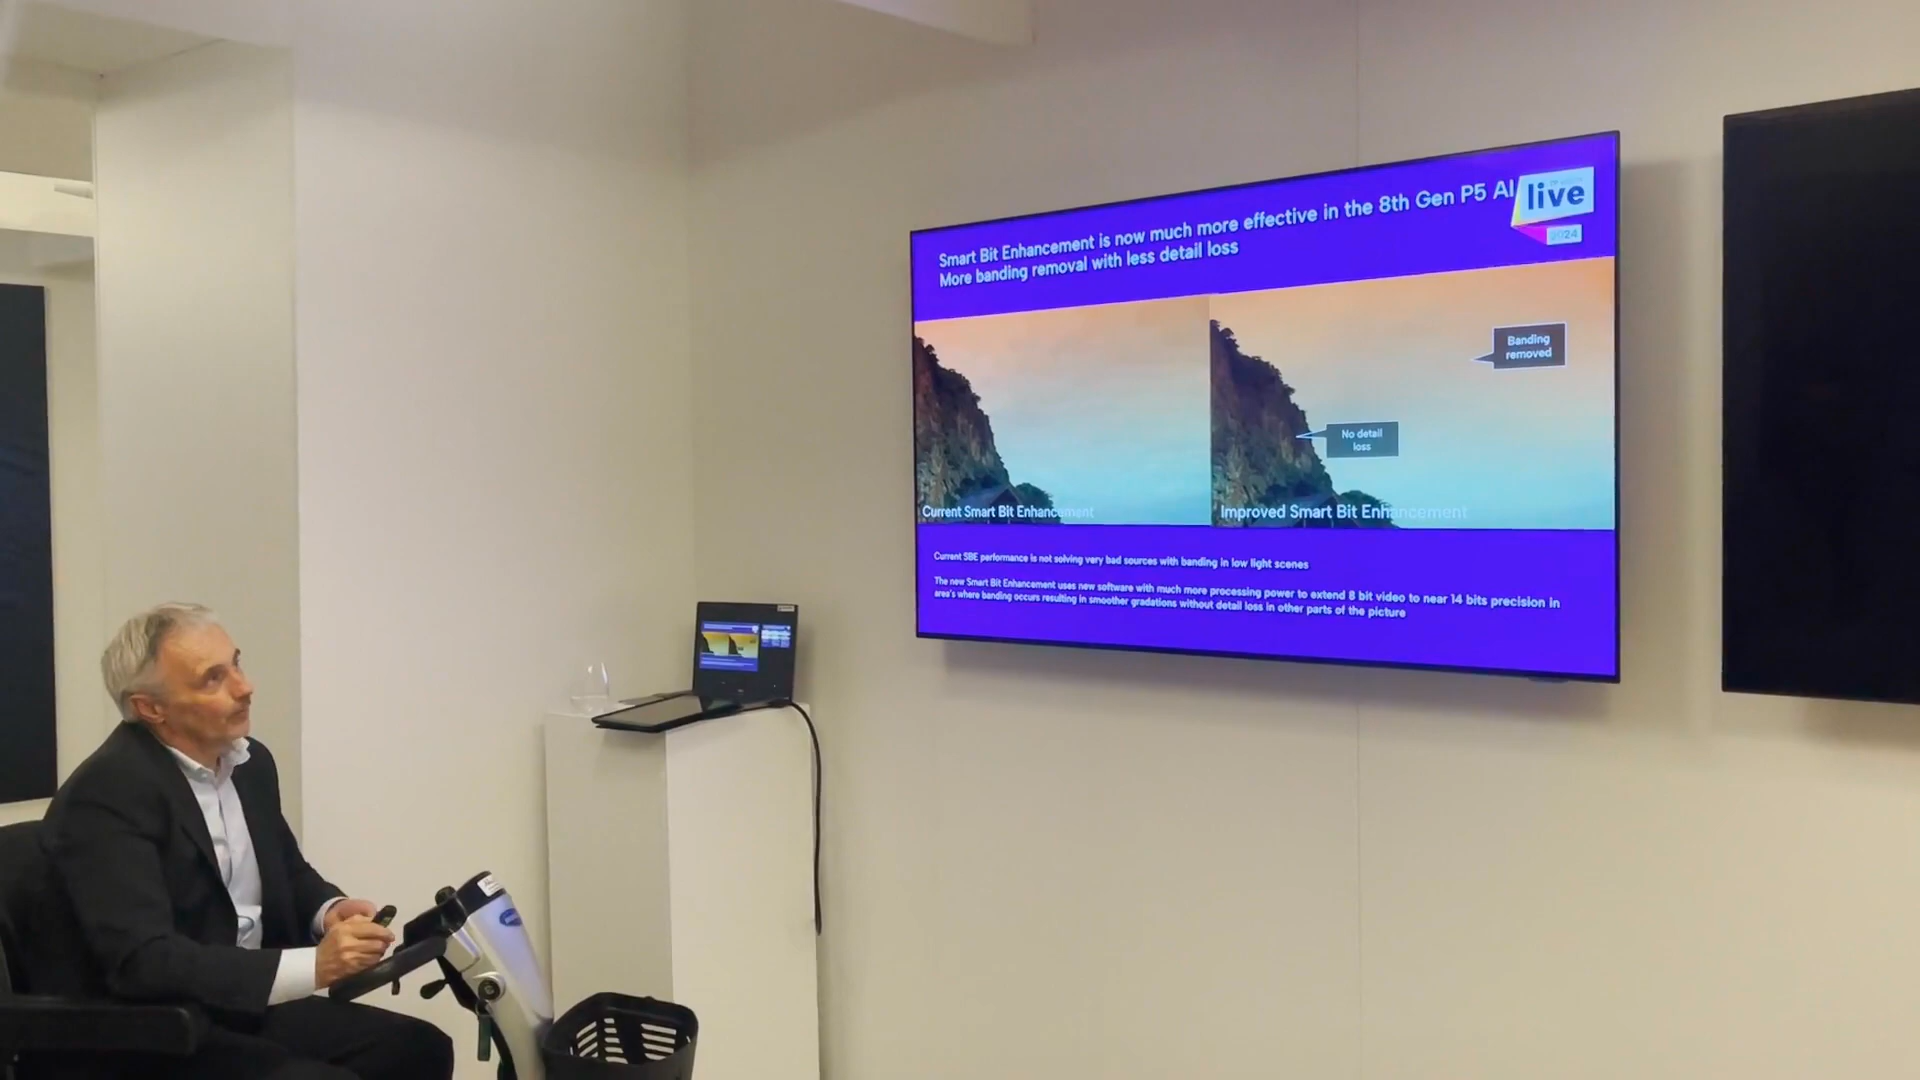 Smart Bit Enhancement is now much more effective in the 8th Gen P5 AI
More banding removal with less detail loss
live
2024
Banding
removed
No detail
loss
Current Smart Bit Enhancement
Improved Smart Bit Enhancement
Current SBE performance is not solving very bad sources with banding in low light scenes
The new Smart Bit Enhancement uses new software with much more processing power to extend 8 bit video to near 14 bits precision in
area's where banding occurs resulting in smoother gradations without detail loss in other parts of the picture